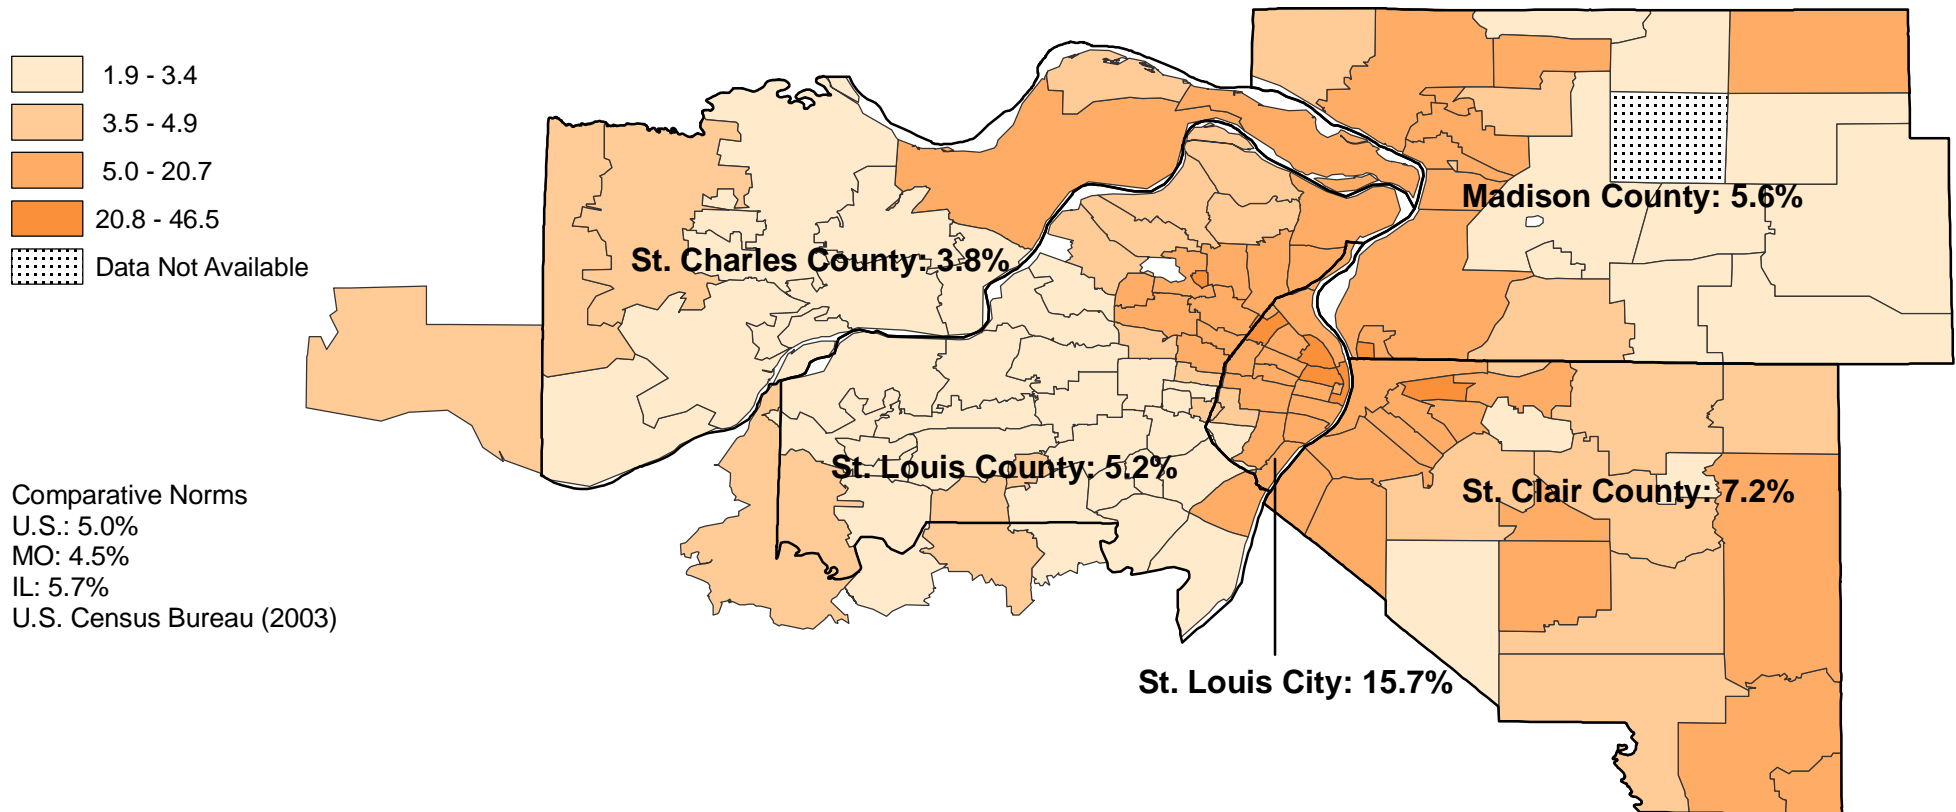 1.9 - 3.4
3.5 - 4.9
5.0 - 20.7
20.8 - 46.5
Data Not Available
Madison County: 5.6%
St. Charles County: 3.8%
St. Louis County: 5.2%
St. Clair County: 7.2%
St. Louis City: 15.7%
Comparative Norms
U.S.: 5.0%
MO: 4.5%
IL: 5.7%
U.S. Census Bureau (2003)